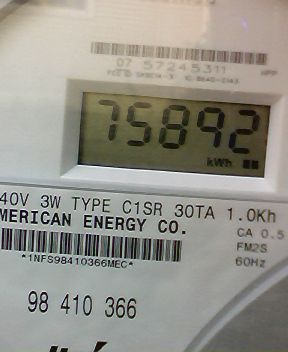 07 57245311
75892
kWh
40V 3W TYPE C1SR 30TA 1.0Kh
MERICAN ENERGY CO.
CA 0.5
FM2S
*1NFS98410366MEC*
60Hz
98 410 366